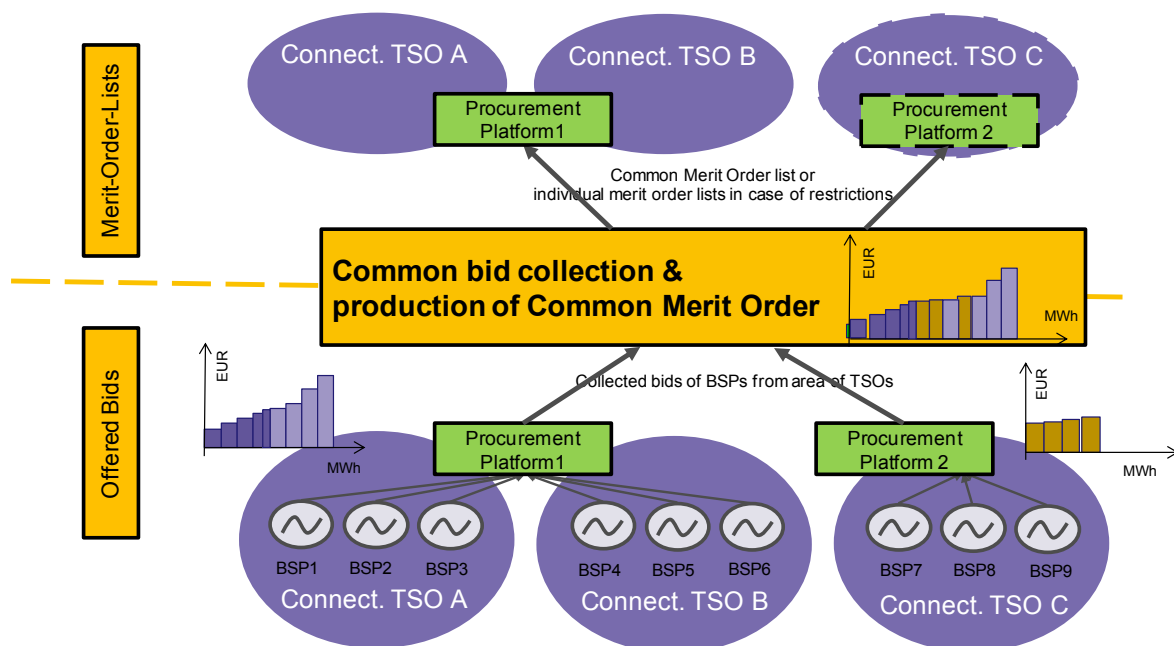 Merit-Order-Lists
Connect. TSO A
Connect. TSO B
Connect. TSO C
Procurement
Platform1
Procurement
Platform 2
Common Merit Order list or
individual merit order lists in case of restrictions
Common bid collection &
production of Common Merit Order
EUR
MWh
Offered Bids
EUR
MWh
Collected bids of BSPs from area of TSOs
EUR
MWh
Procurement
Platform1
Procurement
Platform 2
BSP1
BSP2
BSP3
BSP4
BSP5
BSP6
BSP7
BSP8
BSP9
Connect. TSO A
Connect. TSO B
Connect. TSO C